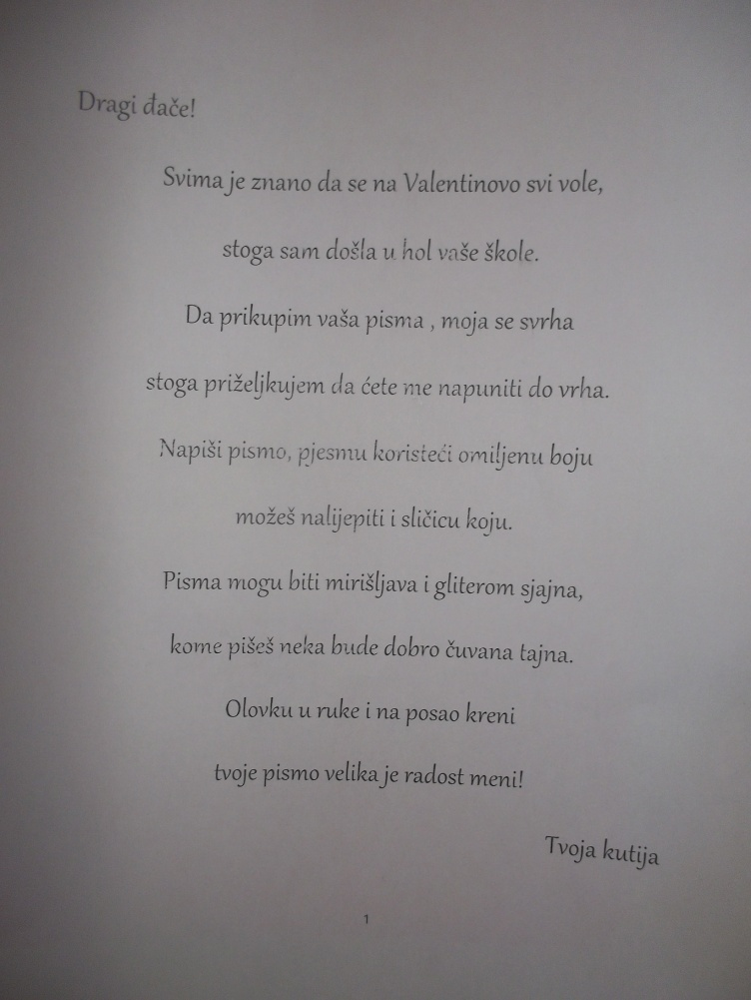 Dragi đače!
Svima je znano da se na Valentinovo svi vole,
stoga sam došla u hol vaše škole.
Da prikupim vaša pisma , moja se svrha
stoga priželjkujem da ćete me napuniti do vrha.
Napiši pismo, pjesmu koristeći omiljenu boju
možeš nalijepiti i sličicu koju.
Pisma mogu biti mirišljava i gliterom sjajna,
kome pišeš neka bude dobro čuvana tajna.
Olovku u ruke i na posao kreni
tvoje pismo velika je radost meni!
Tvoja kutija
1